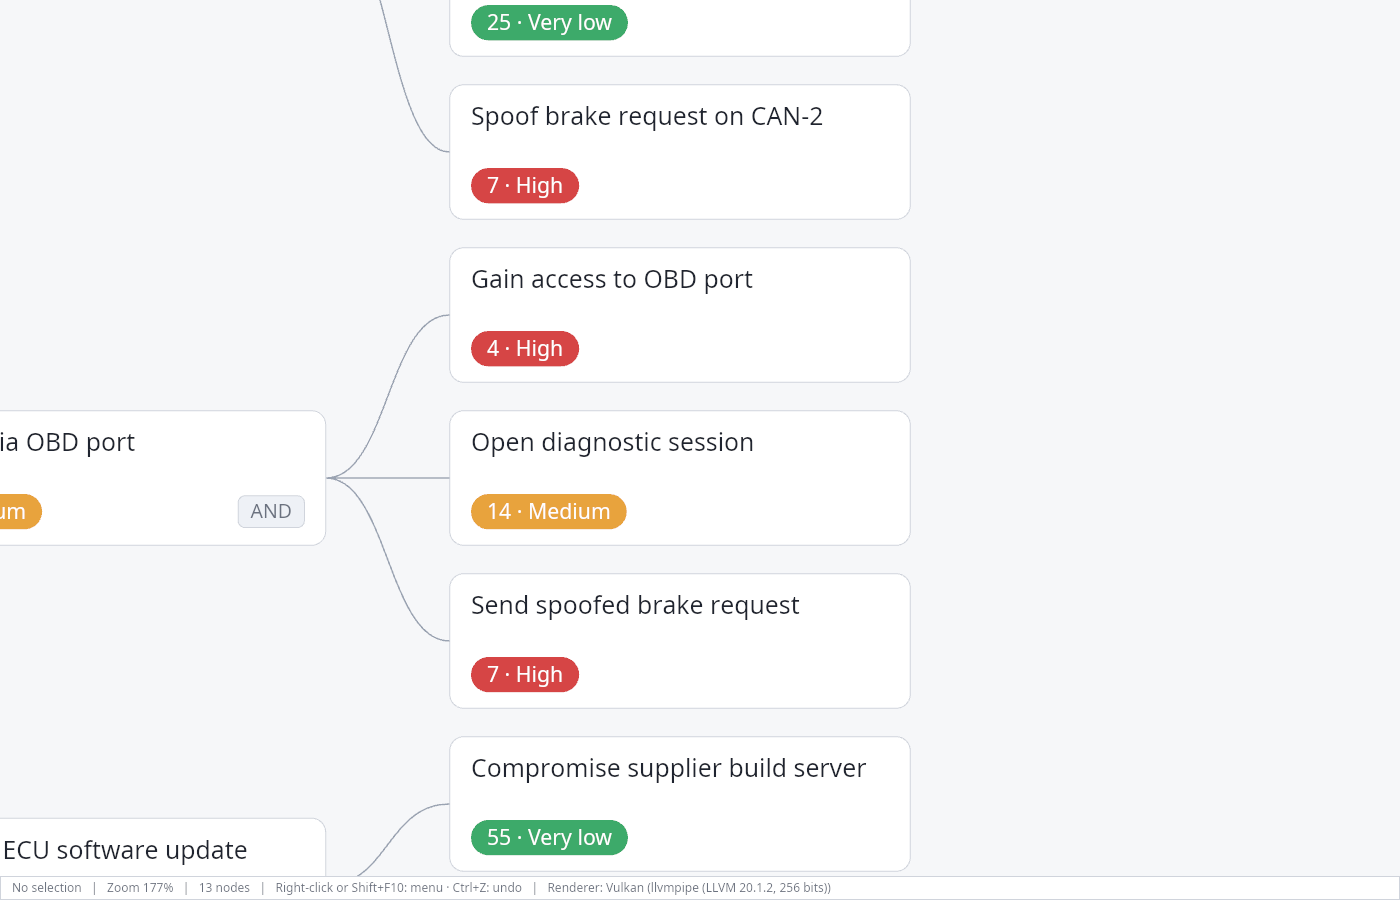 25 · Very low
Spoof brake request on CAN-2
7 · High
Gain access to OBD port
4 · High
ia OBD port
um
AND
Open diagnostic session
14 · Medium
Send spoofed brake request
7 · High
Compromise supplier build server
55 · Very low
ECU software update
No selection | Zoom 177% | 13 nodes | Right-click or Shift+F10: menu · Ctrl+Z: undo | Renderer: Vulkan (llvmpipe (LLVM 20.1.2, 256 bits))